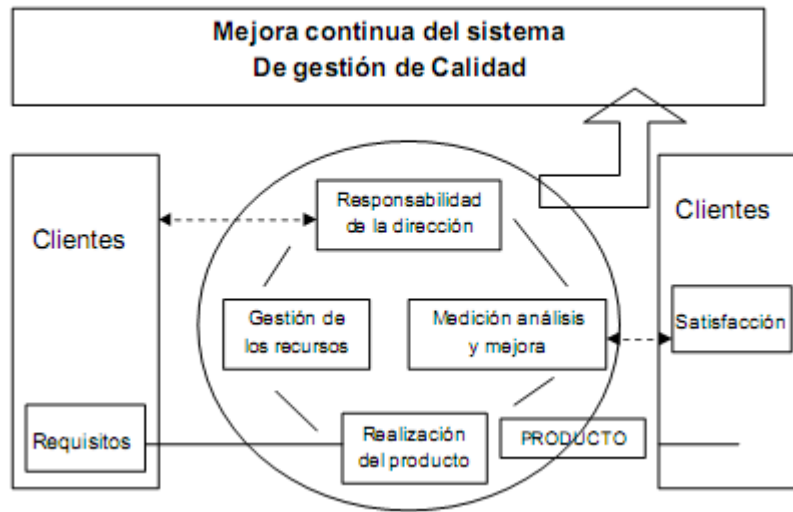 Mejora continua del sistema
De gestión de Calidad
Clientes
Requisitos
Responsabilidad
de la dirección
Gestión de
los recursos
Medición análisis
y mejora
Realización
del producto
PRODUCTO
Clientes
Satisfacción